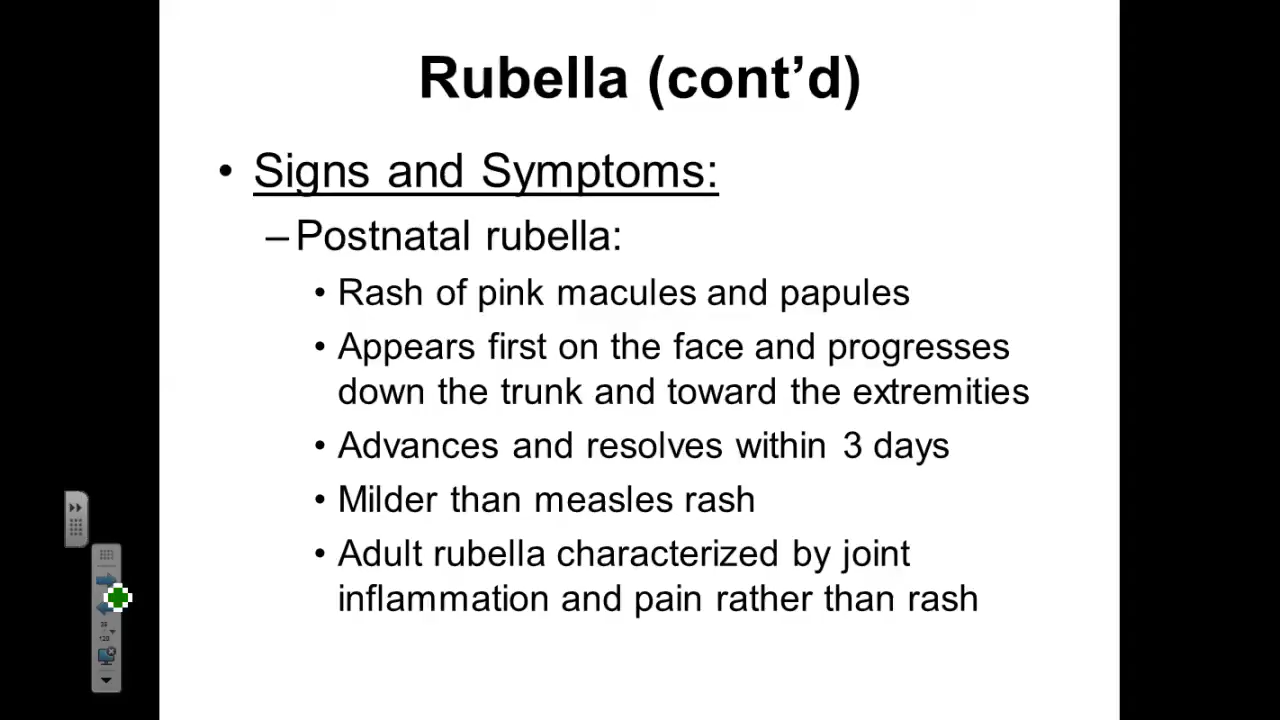 Rubella (cont’d)
• Signs and Symptoms:
– Postnatal rubella:
• Rash of pink macules and papules
• Appears first on the face and progresses
down the trunk and toward the extremities
• Advances and resolves within 3 days
• Milder than measles rash
• Adult rubella characterized by joint
inflammation and pain rather than rash